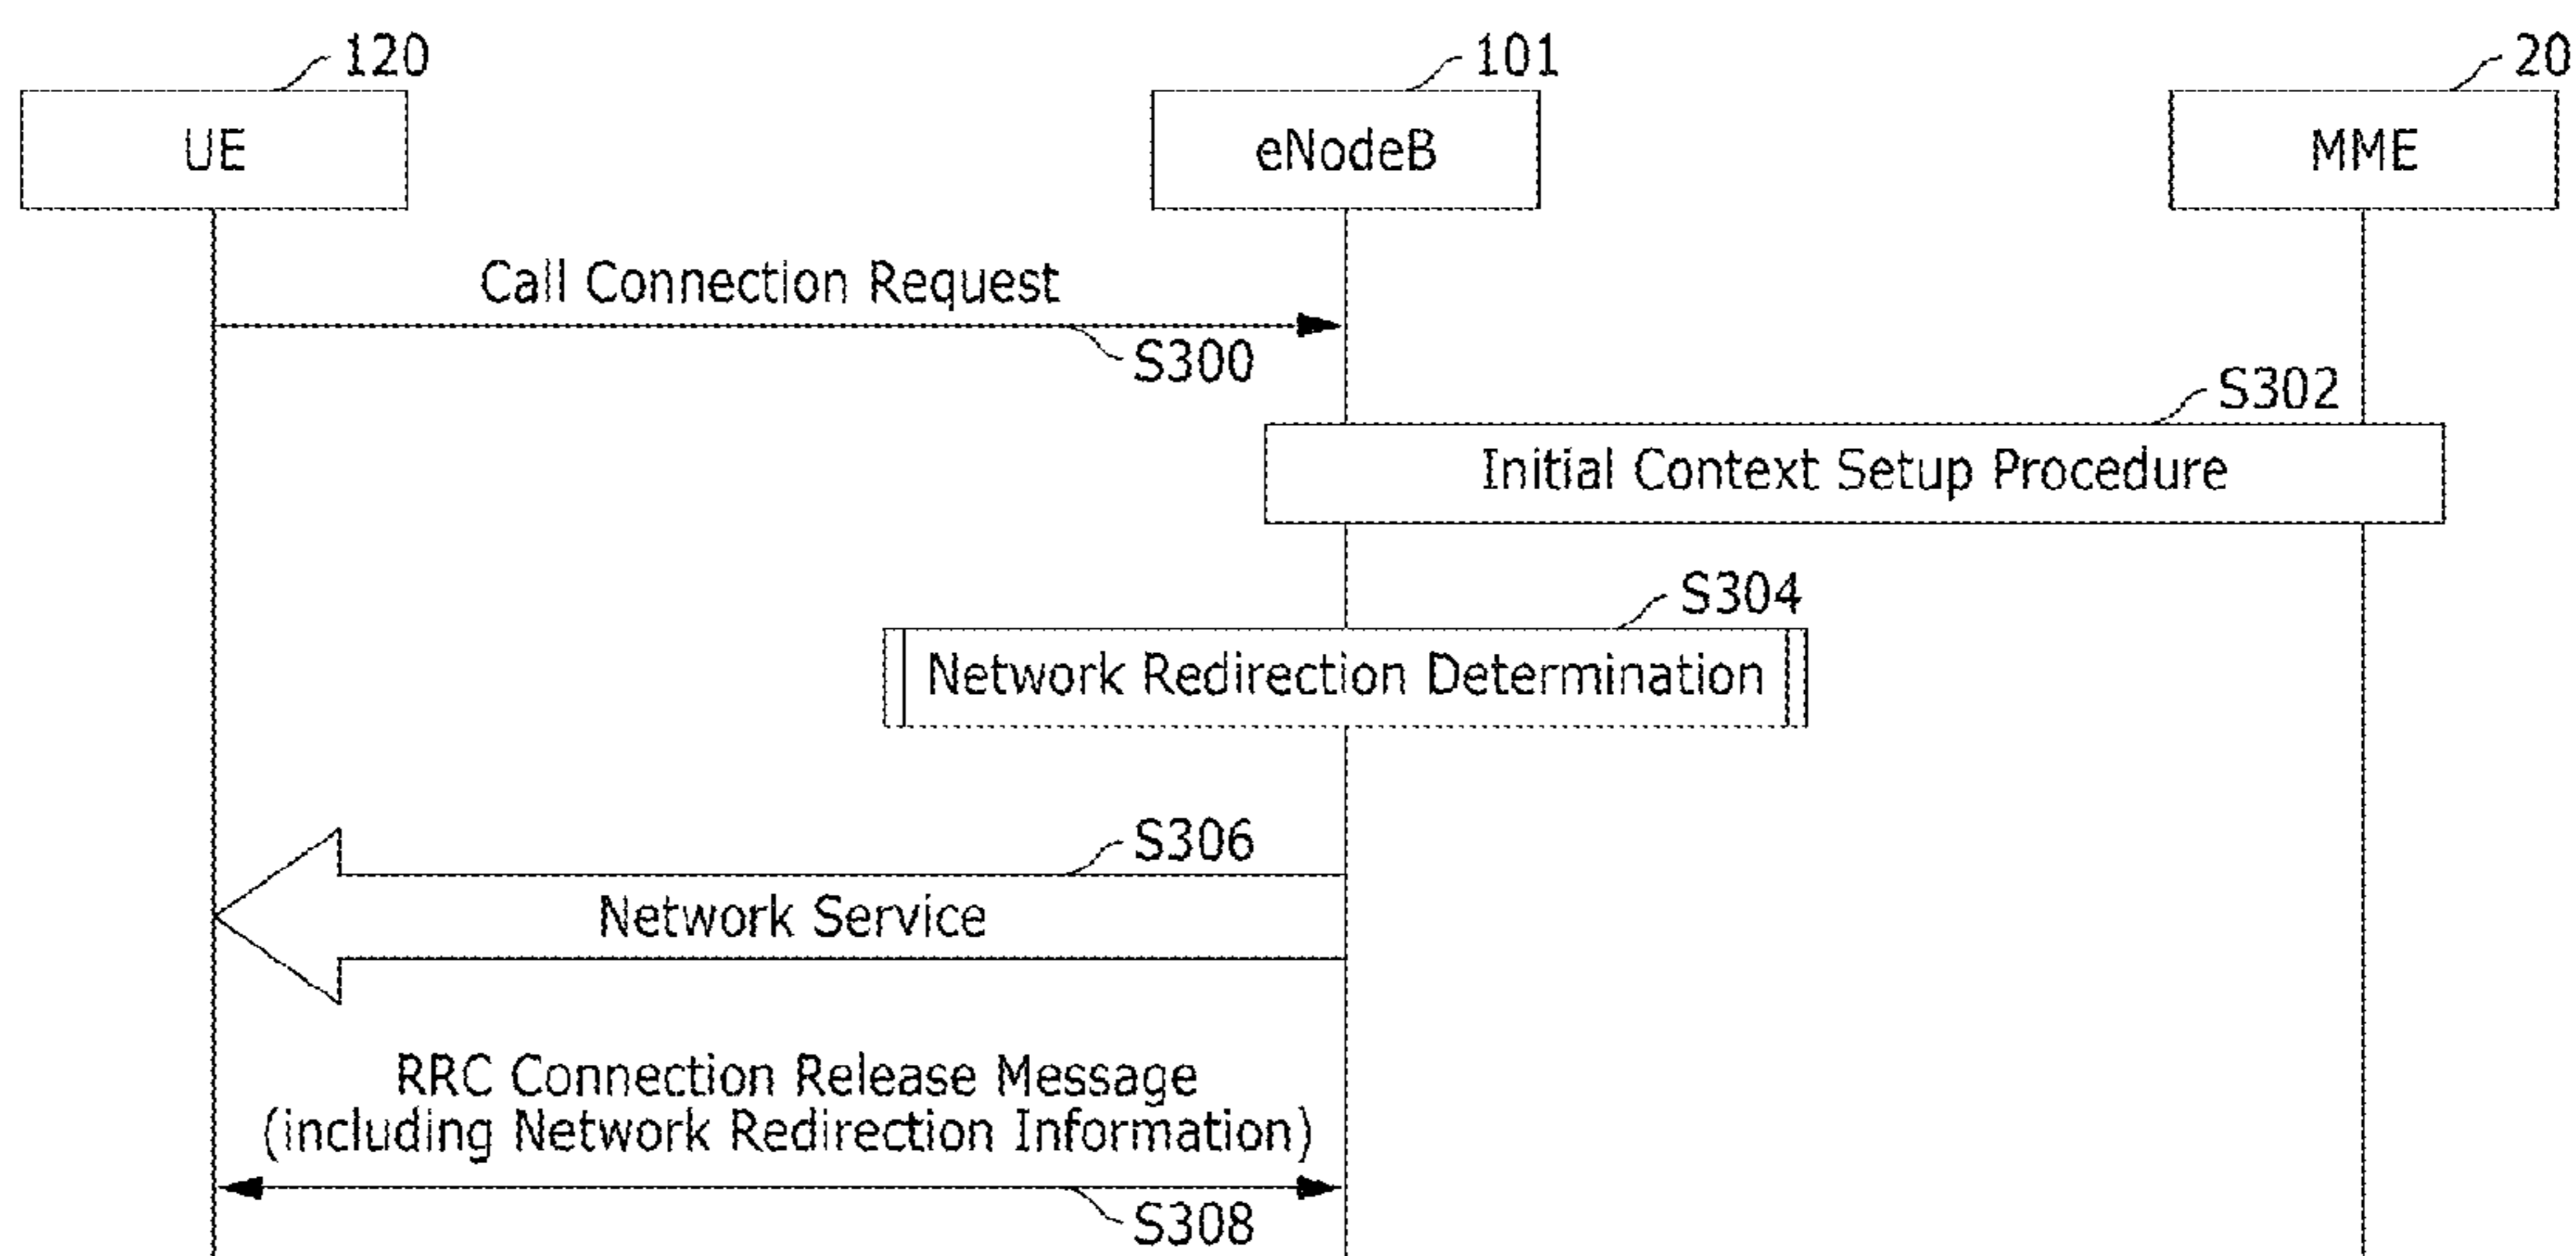 120
101
20
UE
eNodeB
MME
Call Connection Request
S300
S302
Initial Context Setup Procedure
S304
Network Redirection Determination
S306
Network Service
RRC Connection Release Message
(including Network Redirection Information)
S308